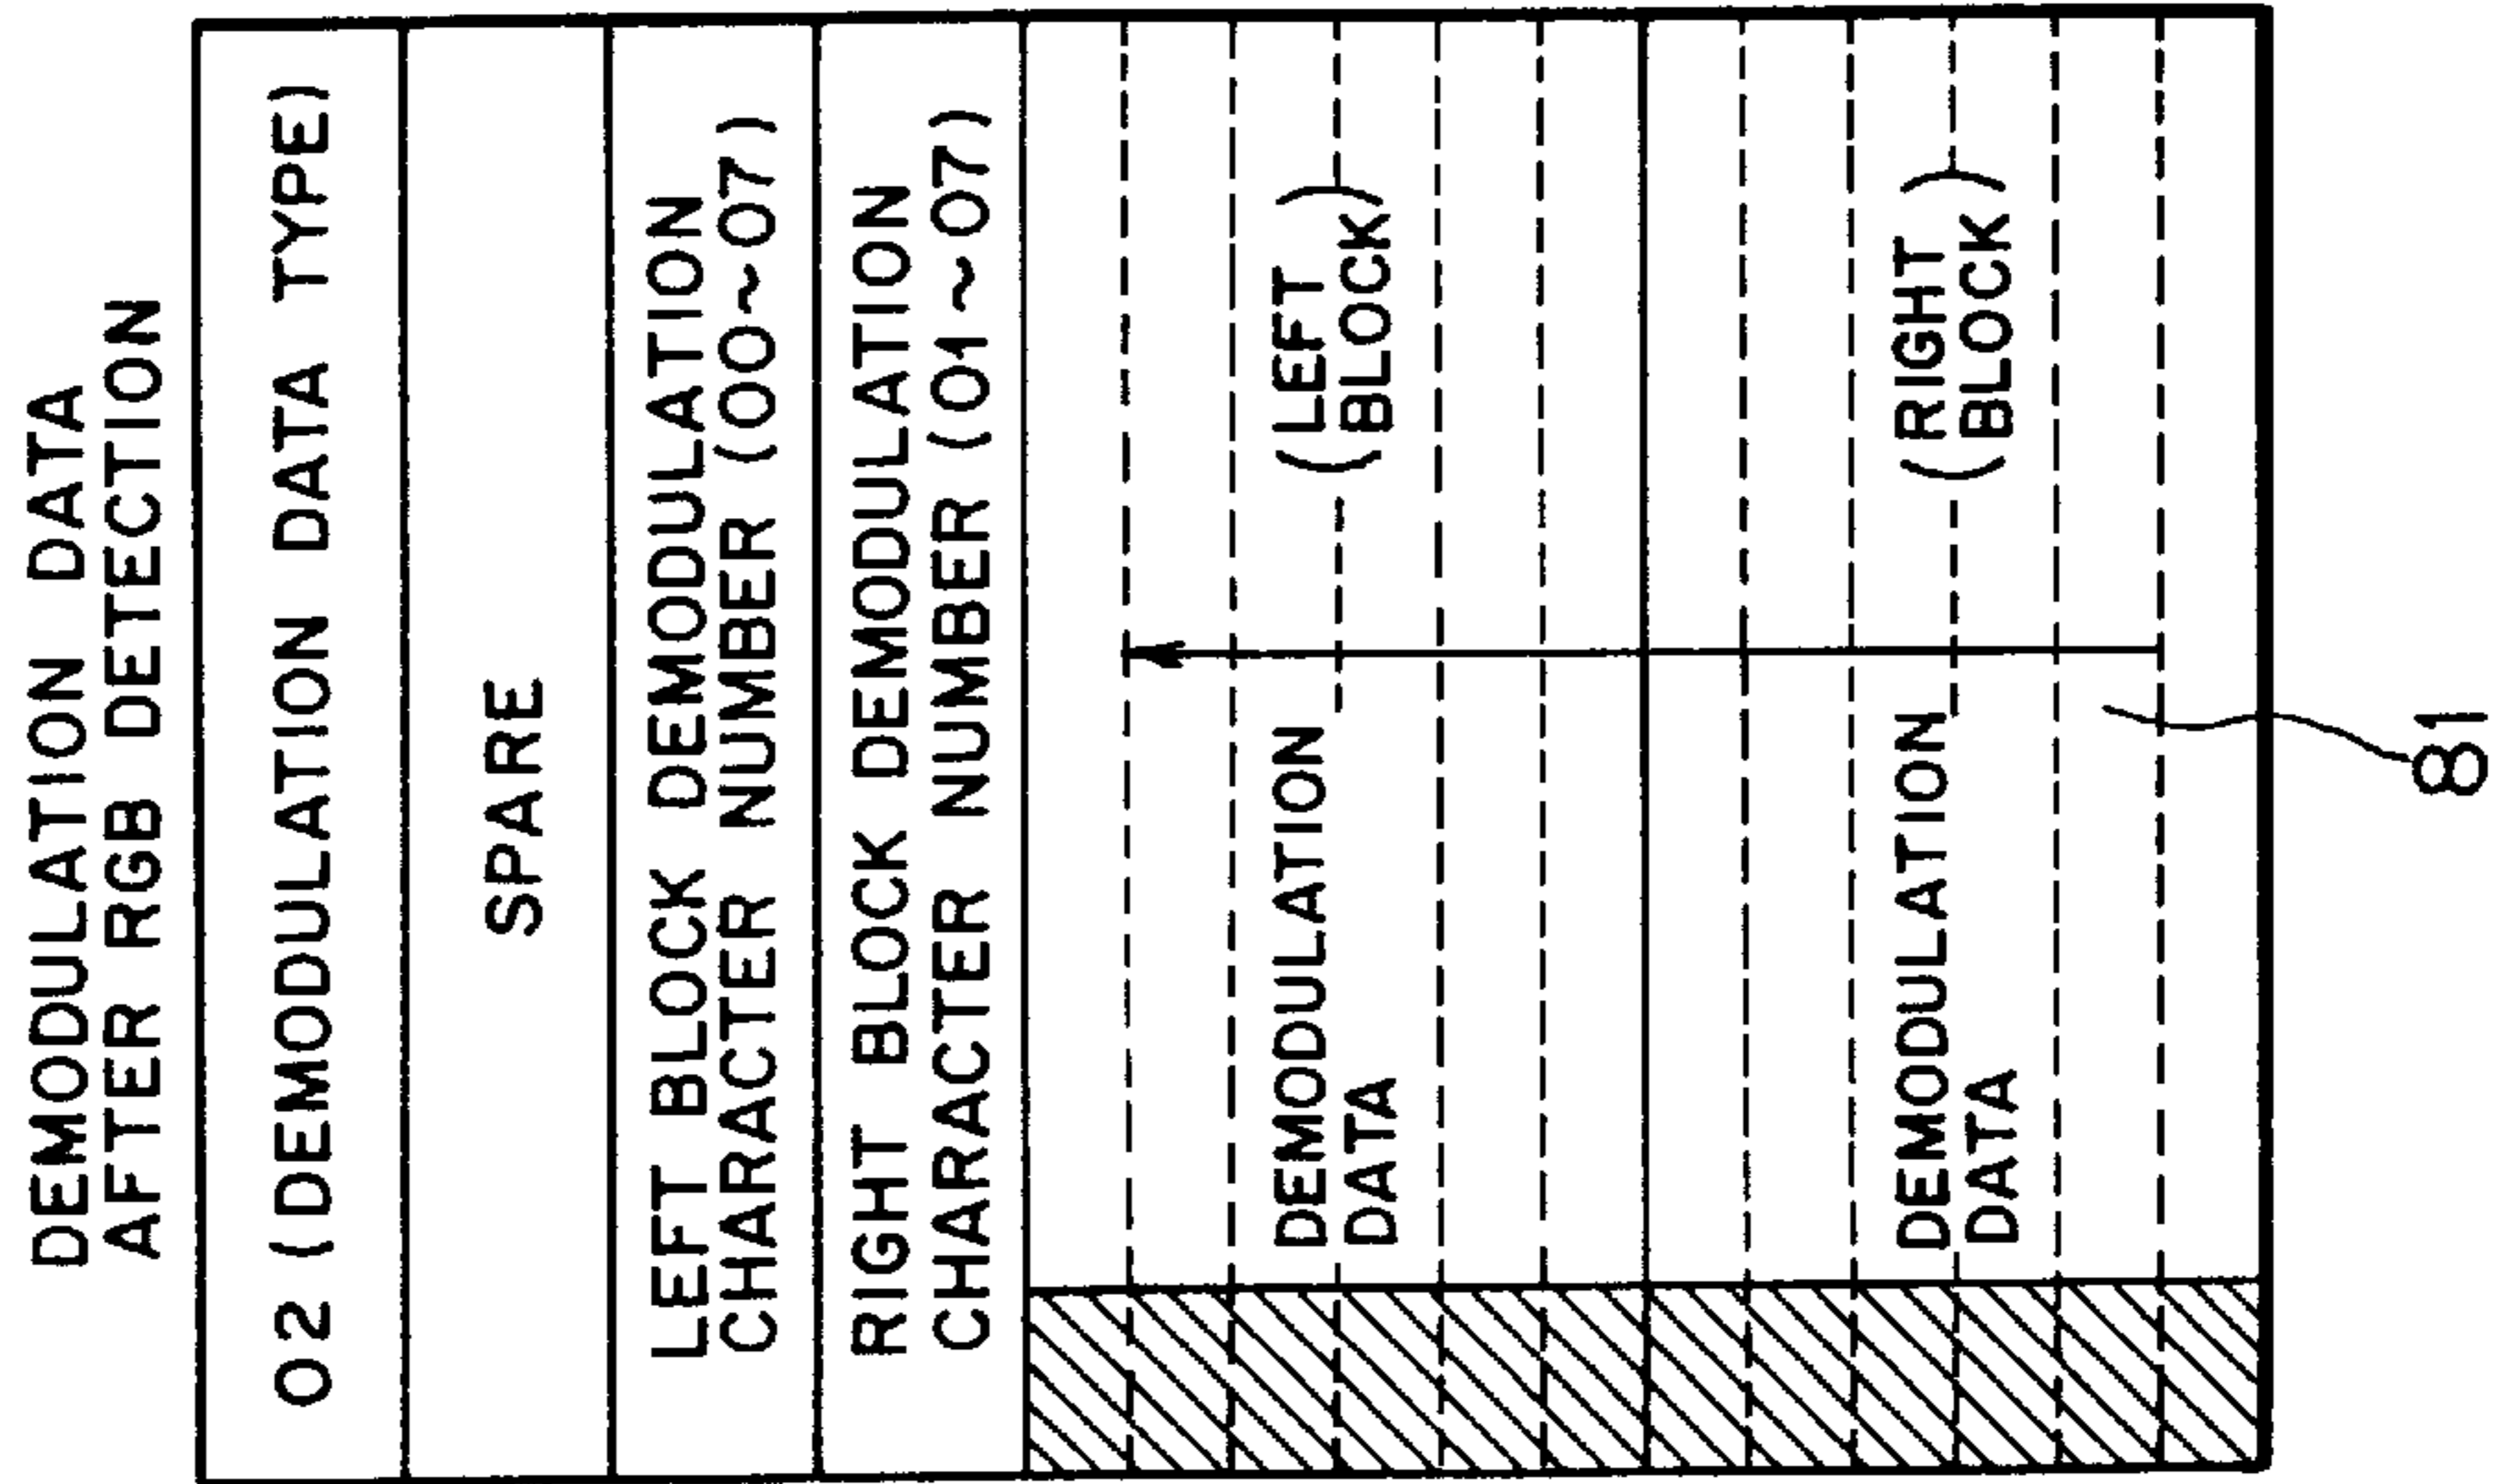 DEMODULATION DATA
AFTER RGB DETECTION
02 (DEMODULATION DATA TYPE)
SPARE
LEFT BLOCK DEMODULATION
CHARACTER NUMBER (00~07)
RIGHT BLOCK DEMODULATION
CHARACTER NUMBER (01~07)
DEMODULATION (LEFT)
DATA (BLOCK)
DEMODULATION (RIGHT)
DATA (BLOCK)
81